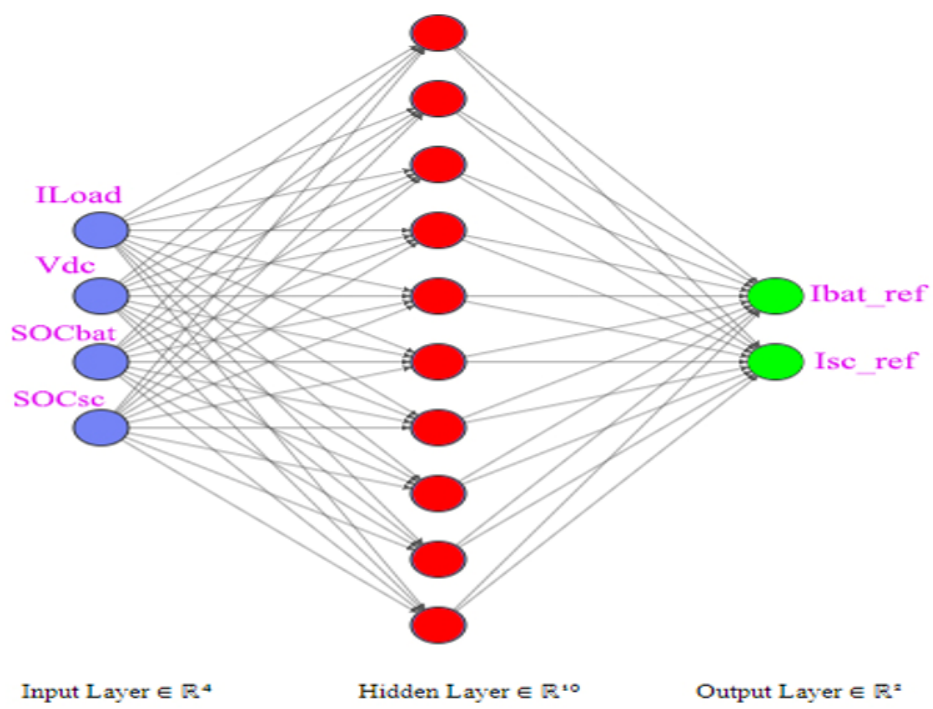 ILoad
Vdc
SOCbat
SOCsc
Ibat_ref
Isc_ref
Input Layer ∈ ℝ⁴
Hidden Layer ∈ ℝ¹⁰
Output Layer ∈ ℝ²